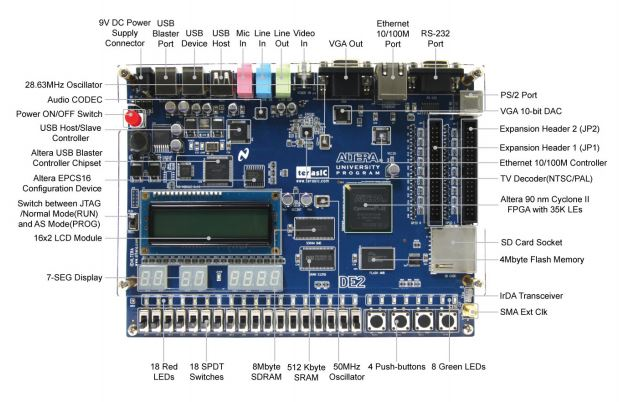 9V DC Power
Supply
Connector
USB
Blaster
Port
USB
Device
USB
Host
Mic
In
Line
In
Line
Out
Video
In
VGA Out
Ethernet
10/100M
Port
RS-232
Port
28.63MHz Oscillator
Audio CODEC
Power ON/OFF Switch
USB Host/Slave
Controller
Altera USB Blaster
Controller Chipset
Altera EPCS16
Configuration Device
Switch between JTAG
/Normal Mode(RUN)
and AS Mode(PROG)
16x2 LCD Module
7-SEG Display
PS/2 Port
VGA 10-bit DAC
Expansion Header 2 (JP2)
Expansion Header 1 (JP1)
Ethernet 10/100M Controller
TV Decoder(NTSC/PAL)
Altera 90 nm Cyclone II
FPGA with 35K LEs
SD Card Socket
4Mbyte Flash Memory
IrDA Transceiver
SMA Ext Clk
terasIC
www.terasic.com
ALTERA
UNIVERSITY
PROGRAM
DE2
18 Red
LEDs
18 SPDT
Switches
8Mbyte
SDRAM
512 Kbyte
SRAM
50MHz
Oscillator
4 Push-buttons
8 Green LEDs